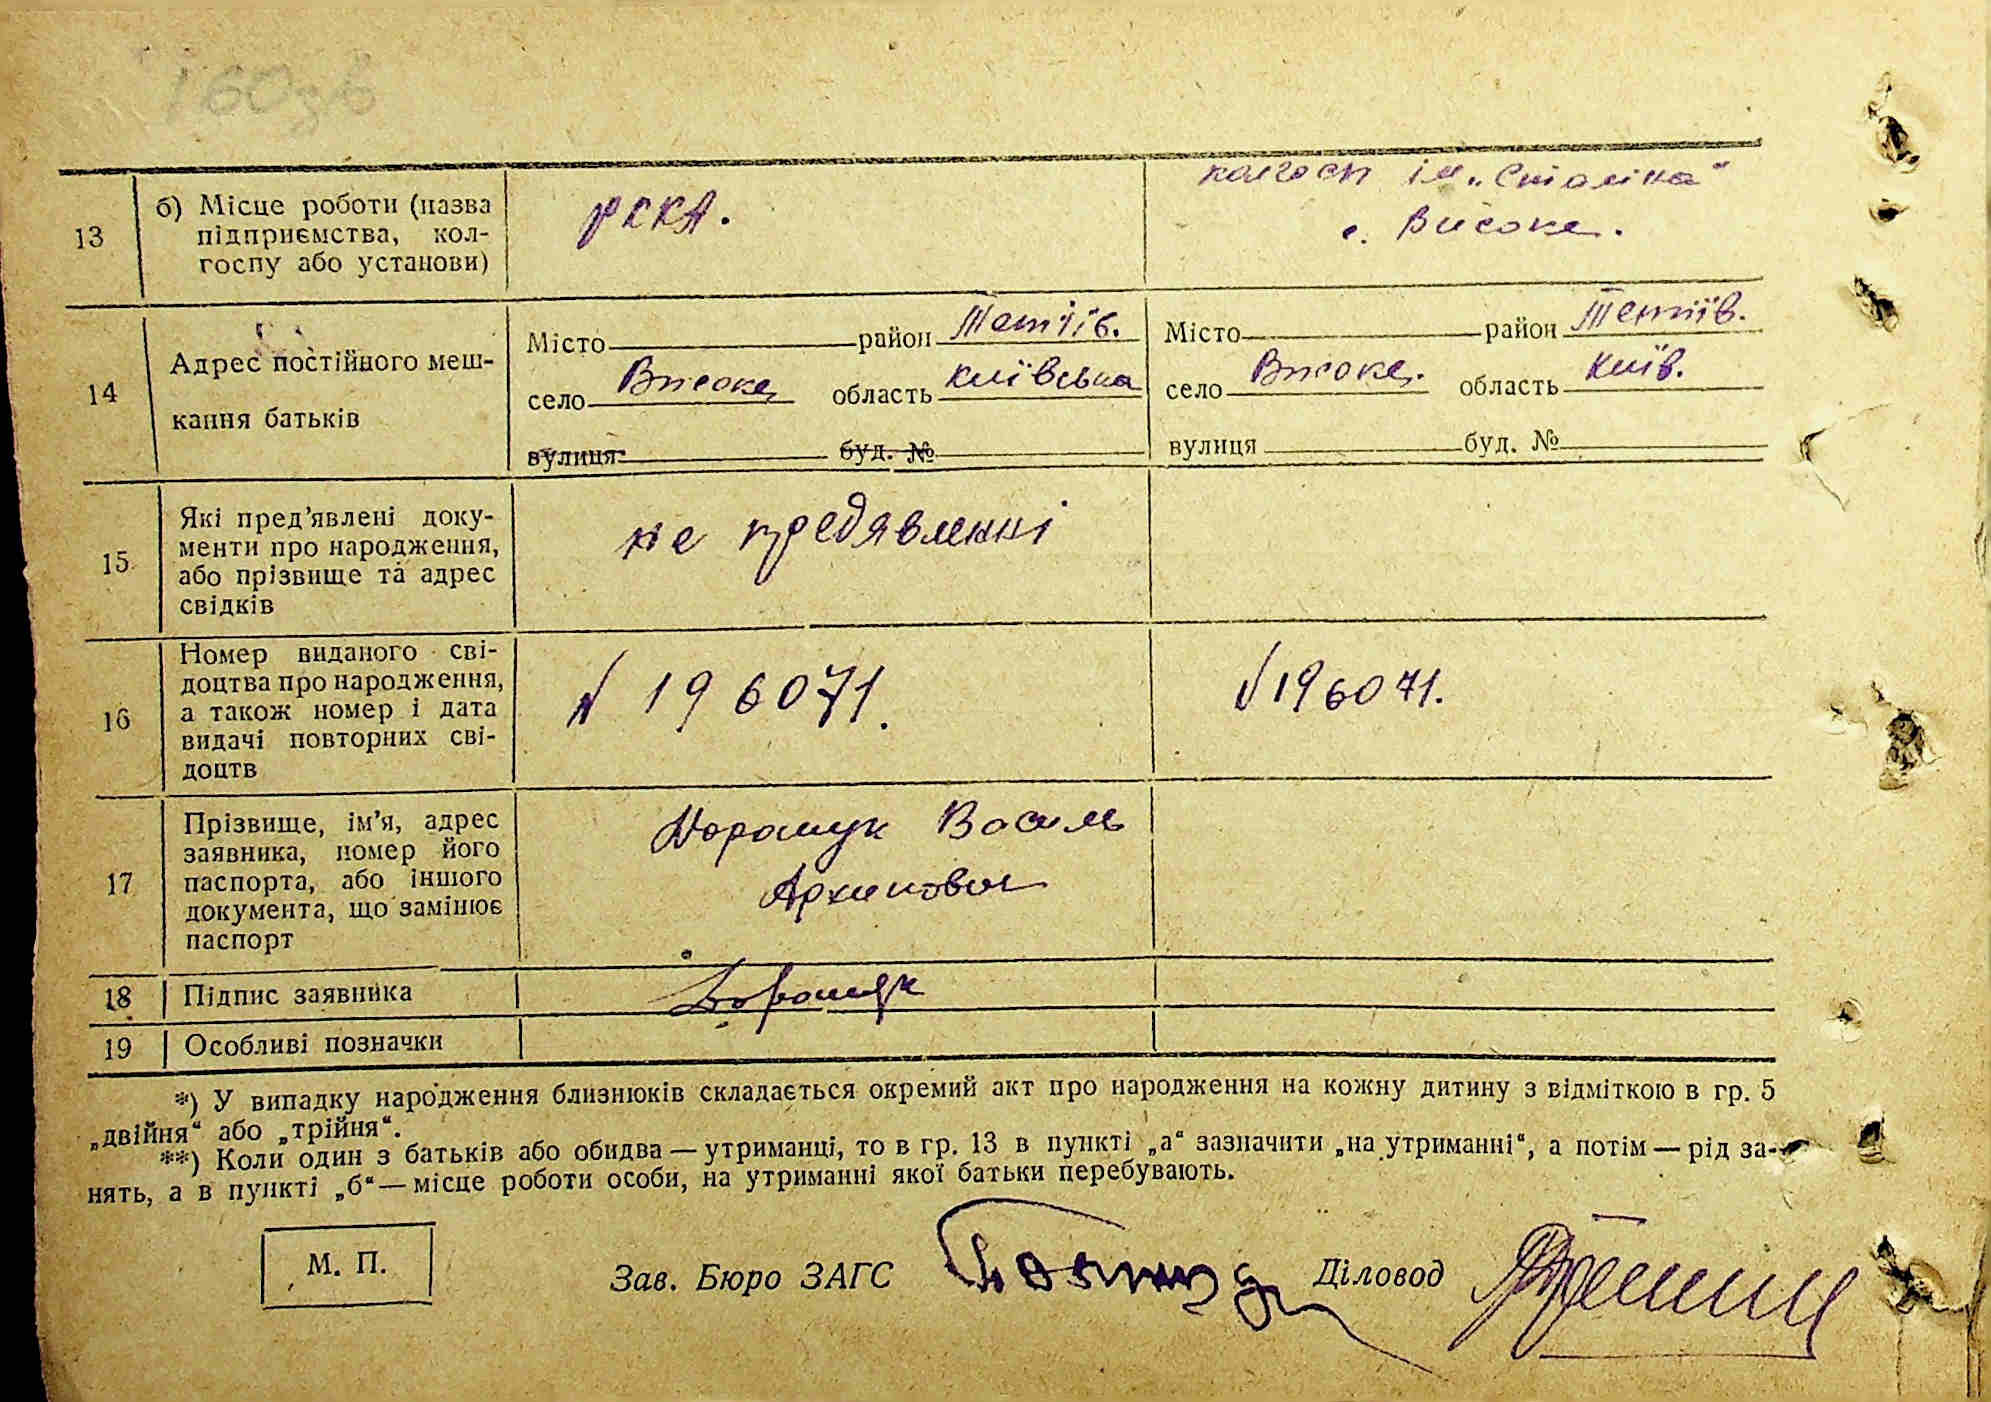 160зв
13
б) Місце роботи (назва
підприємства, кол-
госпу або установи)
РККА.
колгосп ім. „Сталіна“
с. Високе.
14
Адрес постійного меш-
кання батьків
Місто район Тетіїв.
село Високе, область Київська
вулиця буд. №
Місто район Тетиїв.
село Високе. область Київ.
вулиця буд. №
15
Які пред’явлені доку-
менти про народження,
або прізвище та адрес
свідків
не предявленні
16
Номер виданого сві-
доцтва про народження,
а також номер і дата
видачі повторних сві-
доцтв
N 196071.
N 196071.
17
Прізвище, ім’я, адрес
заявника, номер його
паспорта, або іншого
документа, що замінює
паспорт
Дорошук Василь
Архипович
18
Підпис заявника
Дорошук
19
Особливі позначки
*) У випадку народження близнюків складається окремий акт про народження на кожну дитину з відміткою в гр. 5
„двійня“ або „трійня“.
**) Коли один з батьків або обидва — утриманці, то в гр. 13 в пункті „а“ зазначити „на утриманні“, а потім — рід за-
нять, а в пункті „б“ — місце роботи особи, на утриманні якої батьки перебувають.
М. П.
Зав. Бюро ЗАГС
Діловод